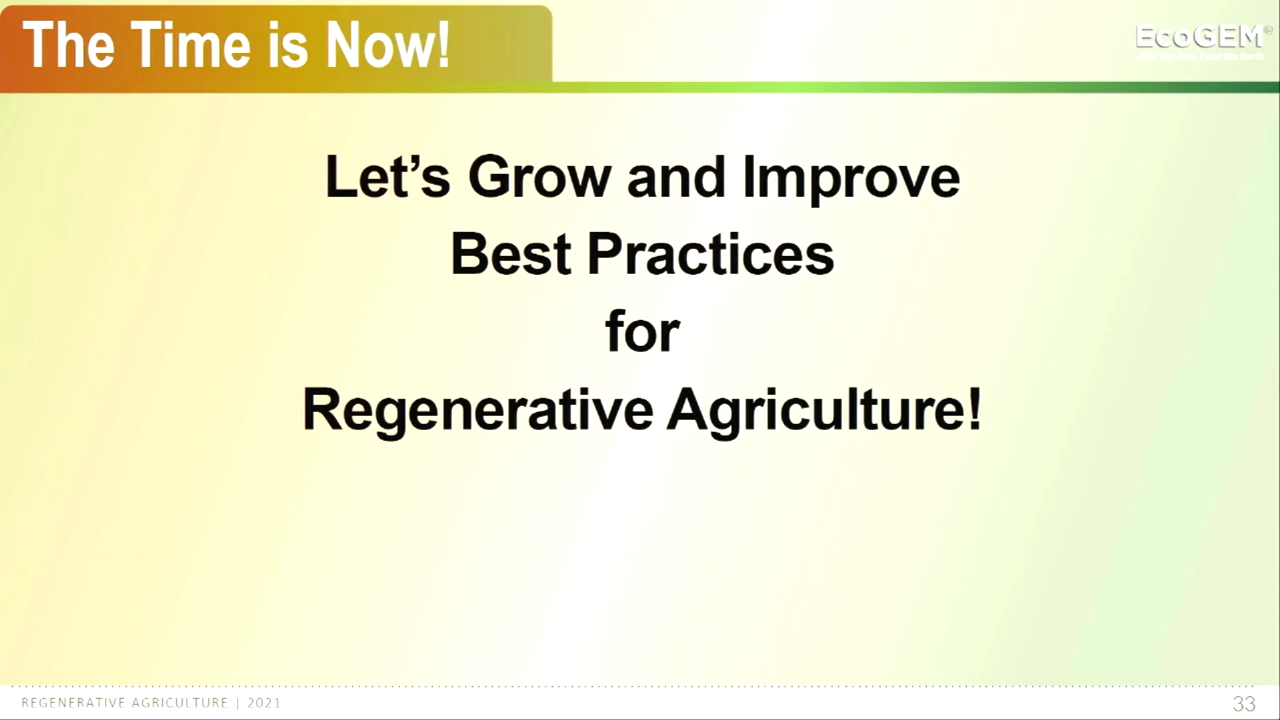 The Time is Now!
EcoGEM®
Let’s Grow and Improve
Best Practices
for
Regenerative Agriculture!
REGENERATIVE AGRICULTURE | 2021
33